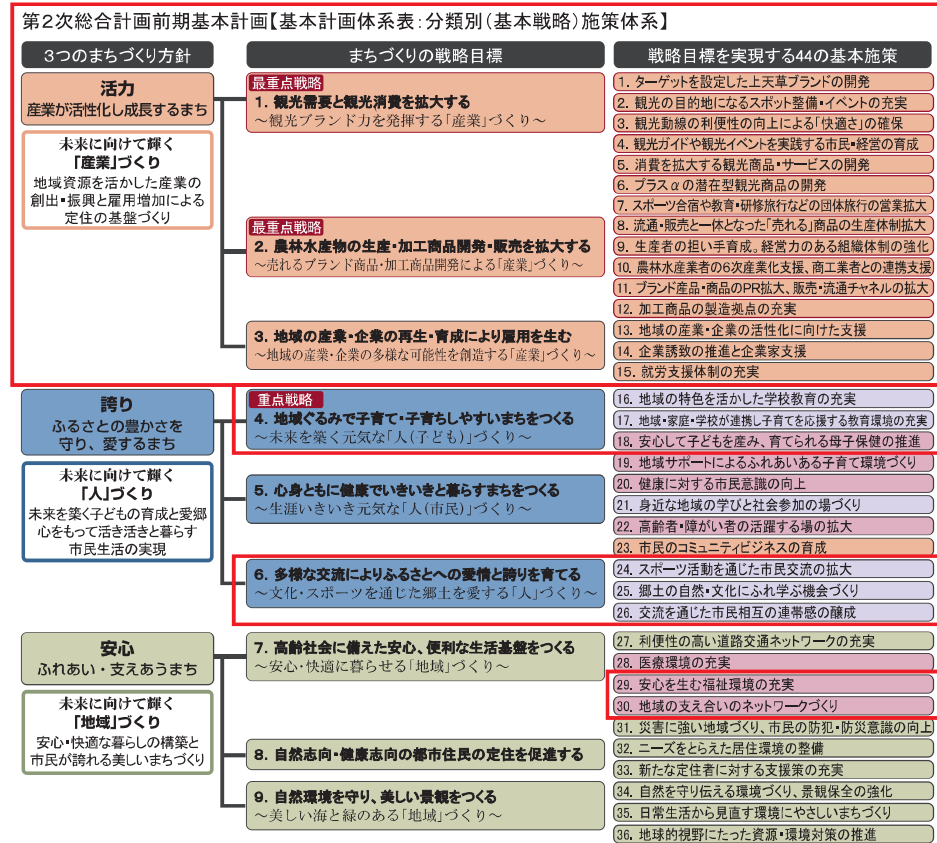 第2次総合計画前期基本計画【基本計画体系表:分類別(基本戦略)施策体系】
3つのまちづくり方針
まちづくりの戦略目標
戦略目標を実現する44の基本施策
活力
産業が活性化し成長するまち
未来に向けて輝く
「産業」づくり
地域資源を活かした産業の
創出・振興と雇用増加による
定住の基盤づくり
最重点戦略
1. 観光需要と観光消費を拡大する
～観光ブランド力を発揮する「産業」づくり～
最重点戦略
2. 農林水産物の生産・加工商品開発・販売を拡大する
～売れるブランド商品・加工商品開発による「産業」づくり～
3. 地域の産業・企業の再生・育成により雇用を生む
～地域の産業・企業の多様な可能性を創造する「産業」づくり～
1. ターゲットを設定した上天草ブランドの開発
2. 観光の目的地になるスポット整備・イベントの充実
3. 観光動線の利便性の向上による「快適さ」の確保
4. 観光ガイドや観光イベントを実践する市民・経営の育成
5. 消費を拡大する観光商品・サービスの開発
6. プラスαの潜在型観光商品の開発
7. スポーツ合宿や教育・研修旅行などの団体旅行の営業拡大
8. 流通・販売と一体となった「売れる」商品の生産体制拡大
9. 生産者の担い手育成。経営力のある組織体制の強化
10. 農林水産業者の6次産業化支援、商工業者との連携支援
11. ブランド産品・商品のPR拡大、販売・流通チャネルの拡大
12. 加工商品の製造拠点の充実
13. 地域の産業・企業の活性化に向けた支援
14. 企業誘致の推進と企業家支援
15. 就労支援体制の充実
誇り
ふるさとの豊かさを
守り、愛するまち
未来に向けて輝く
「人」づくり
未来を築く子どもの育成と愛郷
心をもって活き活きと暮らす
市民生活の実現
重点戦略
4. 地域ぐるみで子育て・子育ちしやすいまちをつくる
～未来を築く元気な「人(子ども)」づくり～
5. 心身ともに健康でいきいきと暮らすまちをつくる
～生涯いきいき元気な「人(市民)」づくり～
6. 多様な交流によりふるさとへの愛情と誇りを育てる
～文化・スポーツを通じた郷土を愛する「人」づくり～
16. 地域の特色を活かした学校教育の充実
17. 地域・家庭・学校が連携し子育てを応援する教育環境の充実
18. 安心して子どもを産み、育てられる母子保健の推進
19. 地域サポートによるふれあいある子育て環境づくり
20. 健康に対する市民意識の向上
21. 身近な地域の学びと社会参加の場づくり
22. 高齢者・障がい者の活躍する場の拡大
23. 市民のコミュニティビジネスの育成
24. スポーツ活動を通じた市民交流の拡大
25. 郷土の自然・文化にふれ学ぶ機会づくり
26. 交流を通じた市民相互の連帯感の醸成
安心
ふれあい・支えあうまち
未来に向けて輝く
「地域」づくり
安心・快適な暮らしの構築と
市民が誇れる美しいまちづくり
7. 高齢社会に備えた安心、便利な生活基盤をつくる
～安心・快適に暮らせる「地域」づくり～
8. 自然志向・健康志向の都市住民の定住を促進する
9. 自然環境を守り、美しい景観をつくる
～美しい海と緑のある「地域」づくり～
27. 利便性の高い道路交通ネットワークの充実
28. 医療環境の充実
29. 安心を生む福祉環境の充実
30. 地域の支え合いのネットワークづくり
31. 災害に強い地域づくり、市民の防犯・防災意識の向上
32. ニーズをとらえた居住環境の整備
33. 新たな定住者に対する支援策の充実
34. 自然を守り伝える環境づくり、景観保全の強化
35. 日常生活から見直す環境にやさしいまちづくり
36. 地球的視野にたった資源・環境対策の推進